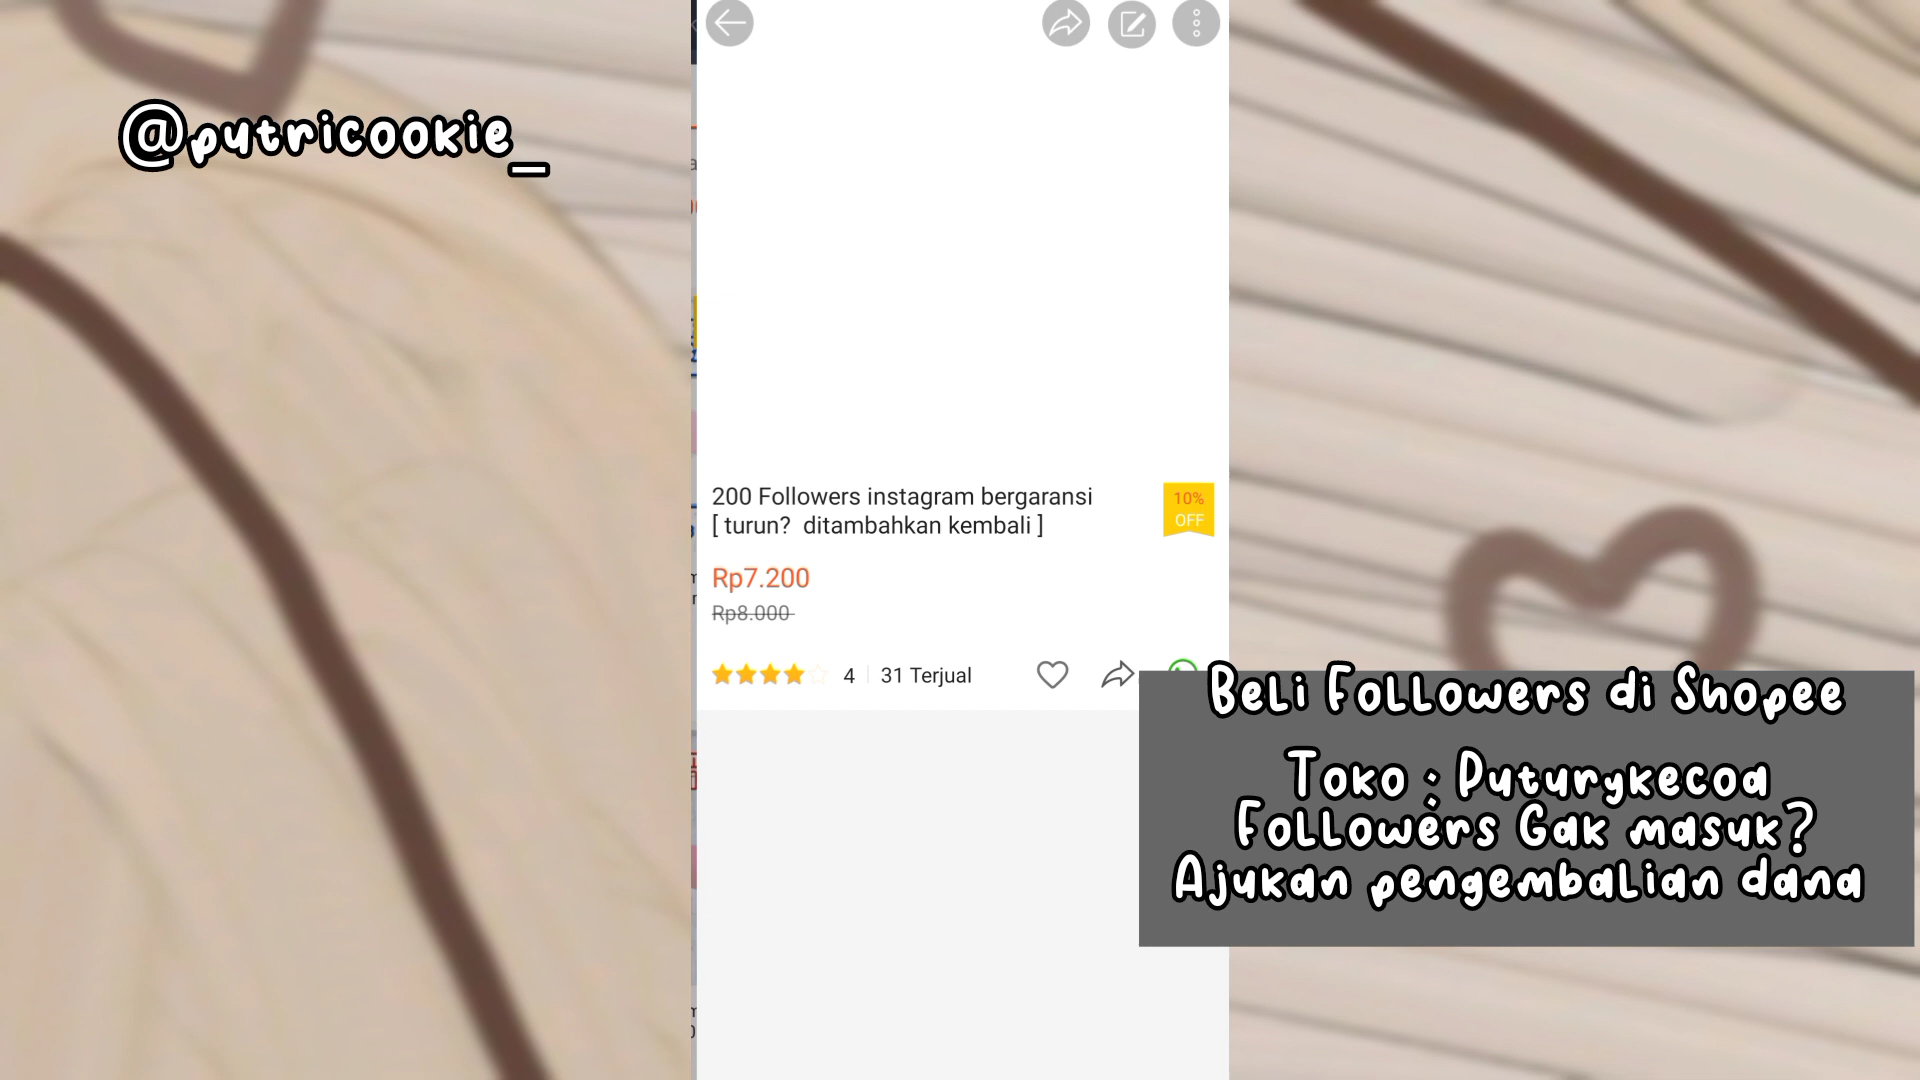 @putricookie_
200 Followers instagram bergaransi
[ turun?  ditambahkan kembali ]
10%
OFF
Rp7.200
Rp8.000
4
31 Terjual
Beli Followers di Shopee
Toko : Puturykecoa
Followers Gak masuk?
Ajukan pengembalian dana